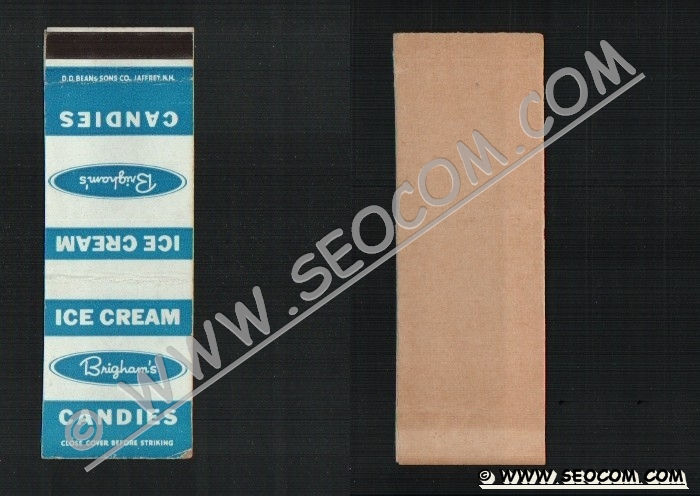 D.D. BEAN & SONS CO., JAFFREY, N.H.
CANDIES
Brigham's
ICE CREAM
ICE CREAM
Brigham's
CANDIES
CLOSE COVER BEFORE STRIKING
© WWW.SEOCOM.COM
© WWW.SEOCOM.COM